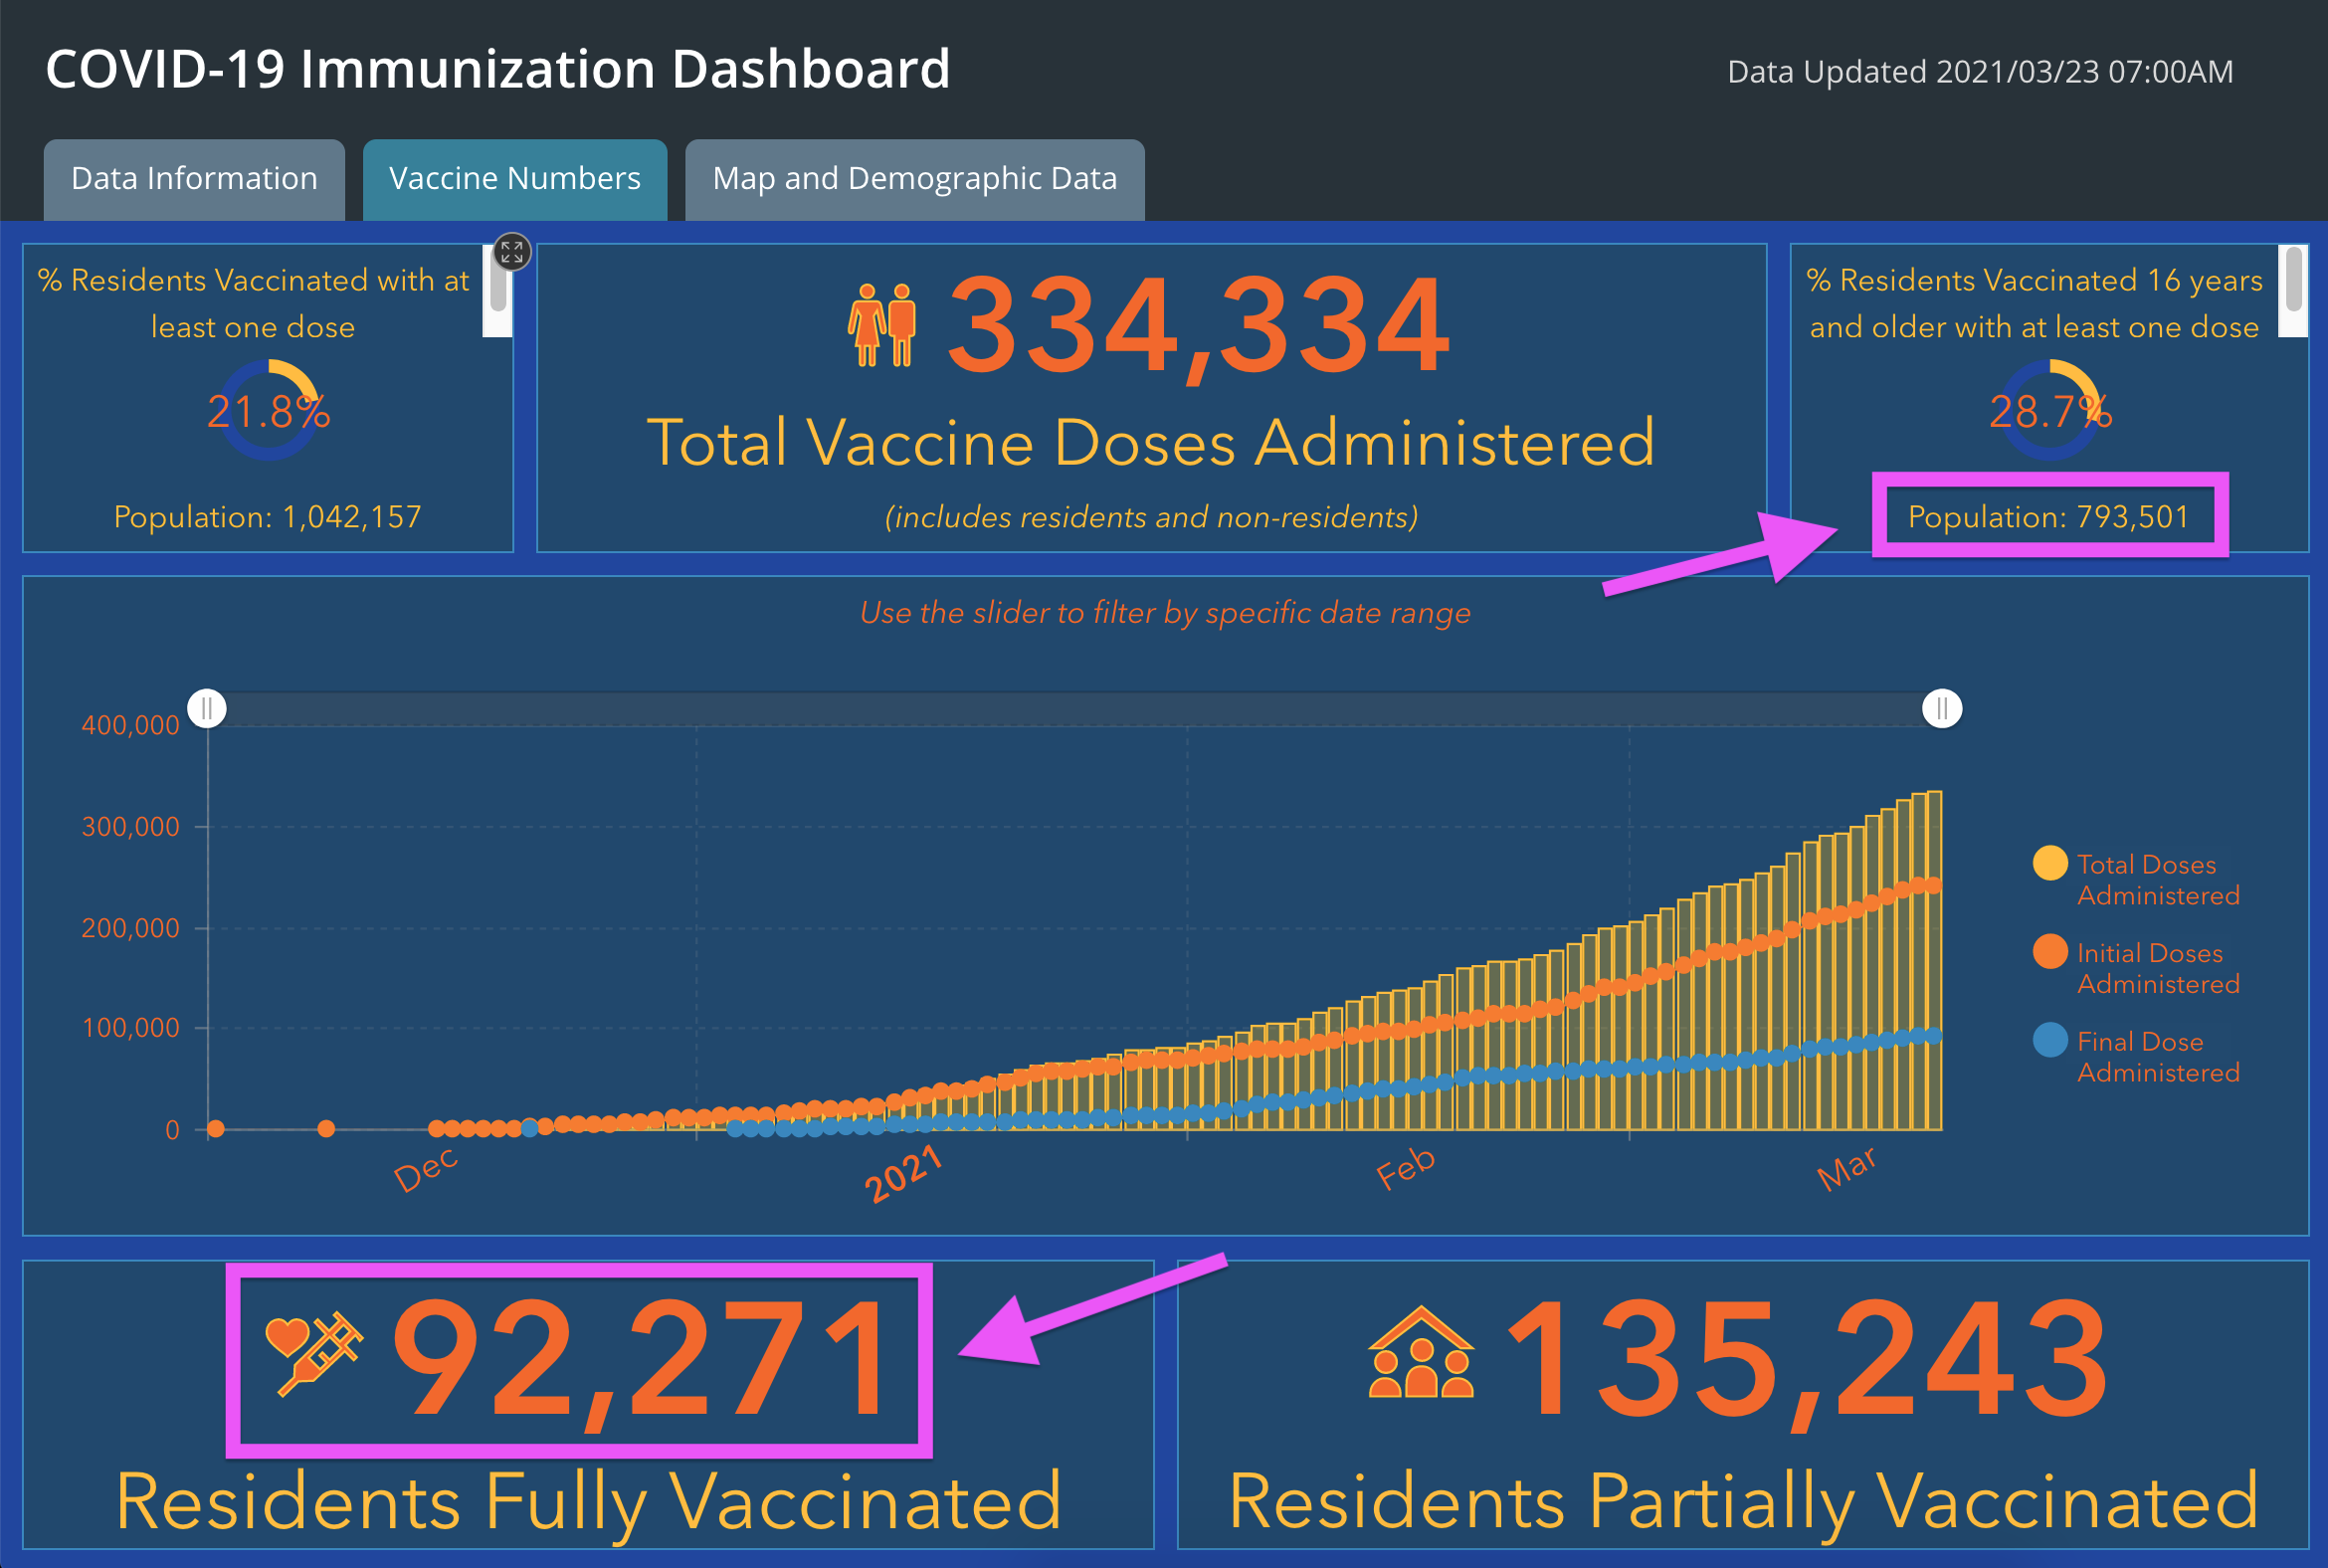 COVID-19 Immunization Dashboard
Data Updated 2021/03/23 07:00AM
Data Information
Vaccine Numbers
Map and Demographic Data
% Residents Vaccinated with at
least one dose
21.8%
Population: 1,042,157
334,334
Total Vaccine Doses Administered
(includes residents and non-residents)
% Residents Vaccinated 16 years
and older with at least one dose
28.7%
Population: 793,501
Use the slider to filter by specific date range
400,000
300,000
200,000
100,000
0
Dec
2021
Feb
Mar
Total Doses
Administered
Initial Doses
Administered
Final Dose
Administered
92,271
Residents Fully Vaccinated
135,243
Residents Partially Vaccinated